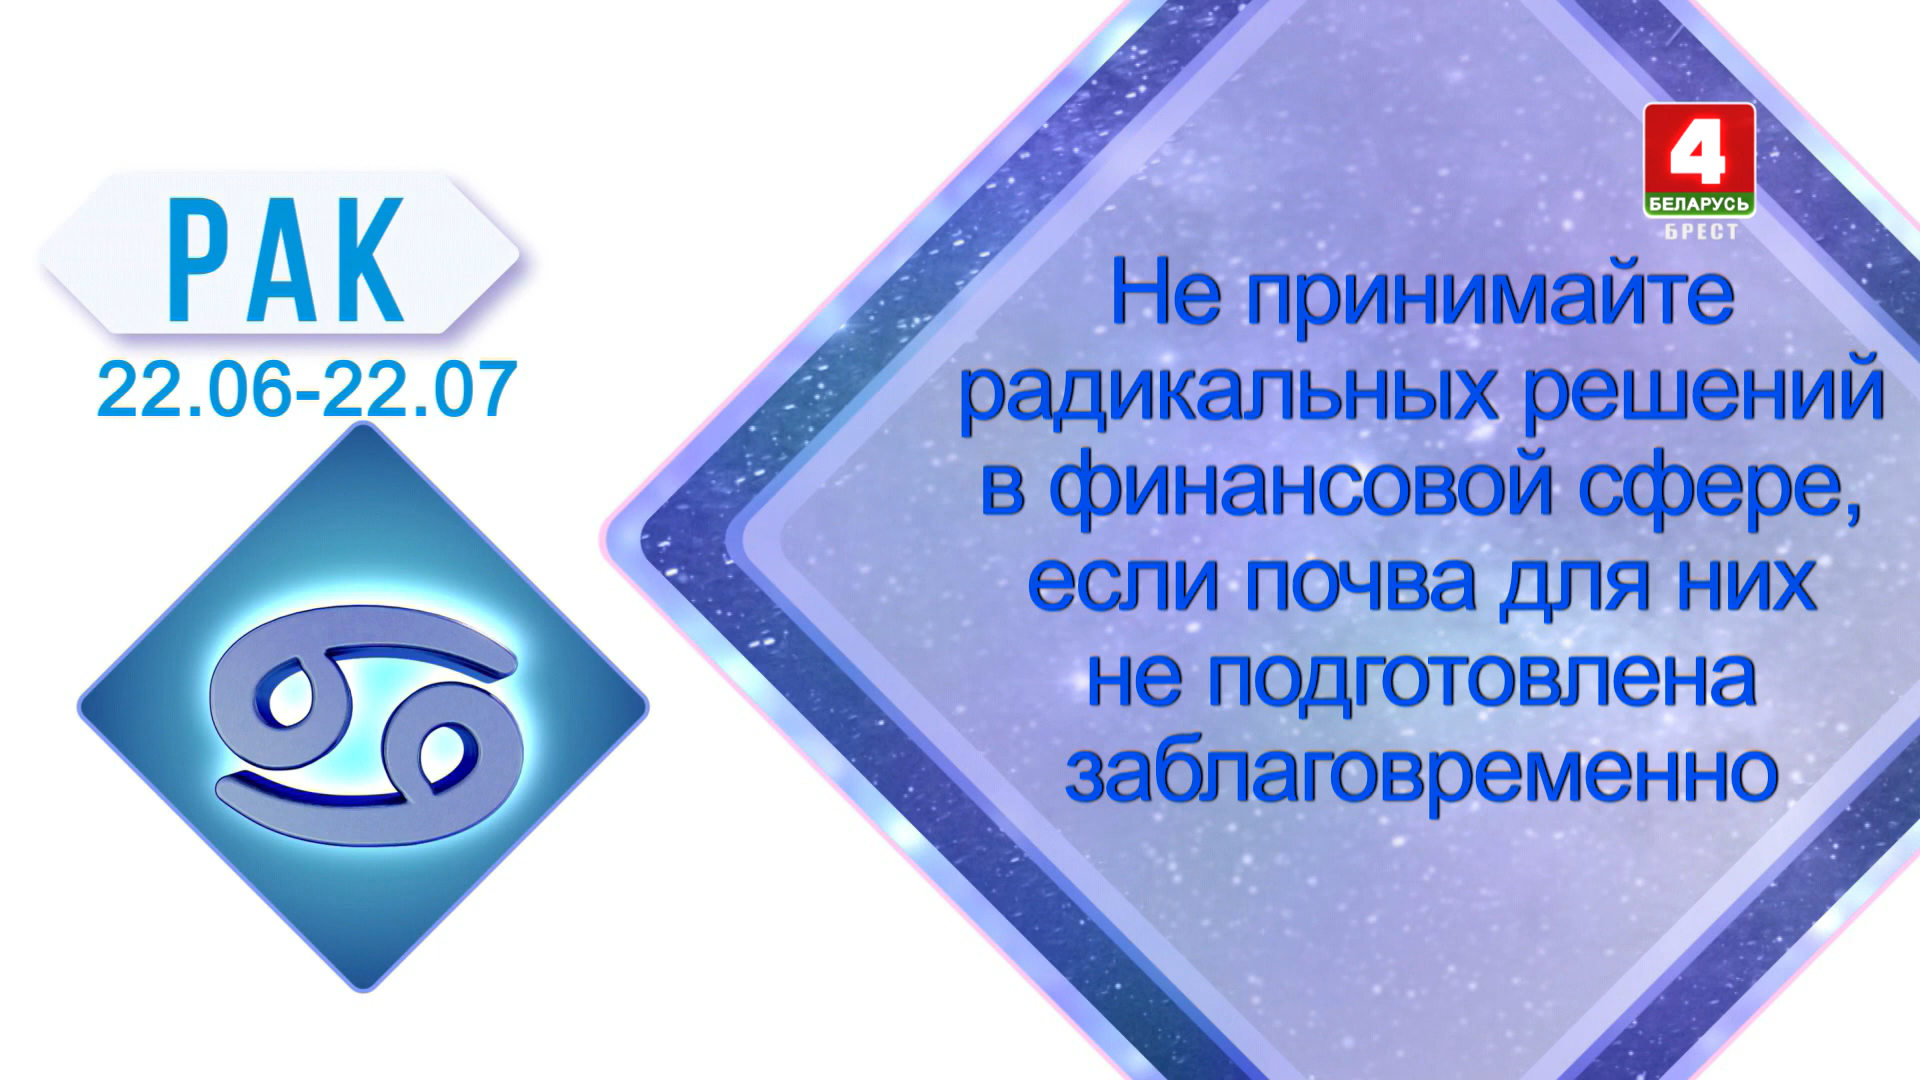 РАК
22.06-22.07
4
БЕЛАРУСЬ
БРЕСТ
Не принимайте
радикальных решений
в финансовой сфере,
если почва для них
не подготовлена
заблаговременно